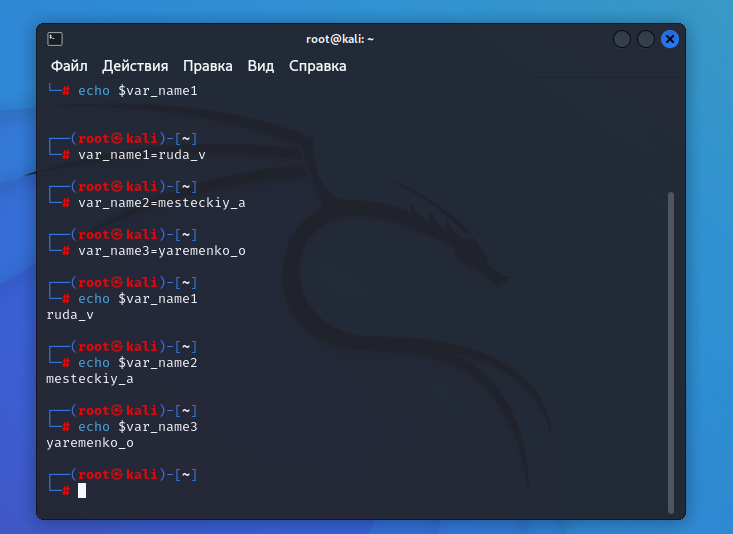 root@kali: ~
Файл Действия Правка Вид Справка
└─# echo $var_name1
┌──(root㉿kali)-[~]
└─# var_name1=ruda_v
┌──(root㉿kali)-[~]
└─# var_name2=mesteckiy_a
┌──(root㉿kali)-[~]
└─# var_name3=yaremenko_o
┌──(root㉿kali)-[~]
└─# echo $var_name1
ruda_v
┌──(root㉿kali)-[~]
└─# echo $var_name2
mesteckiy_a
┌──(root㉿kali)-[~]
└─# echo $var_name3
yaremenko_o
┌──(root㉿kali)-[~]
└─#